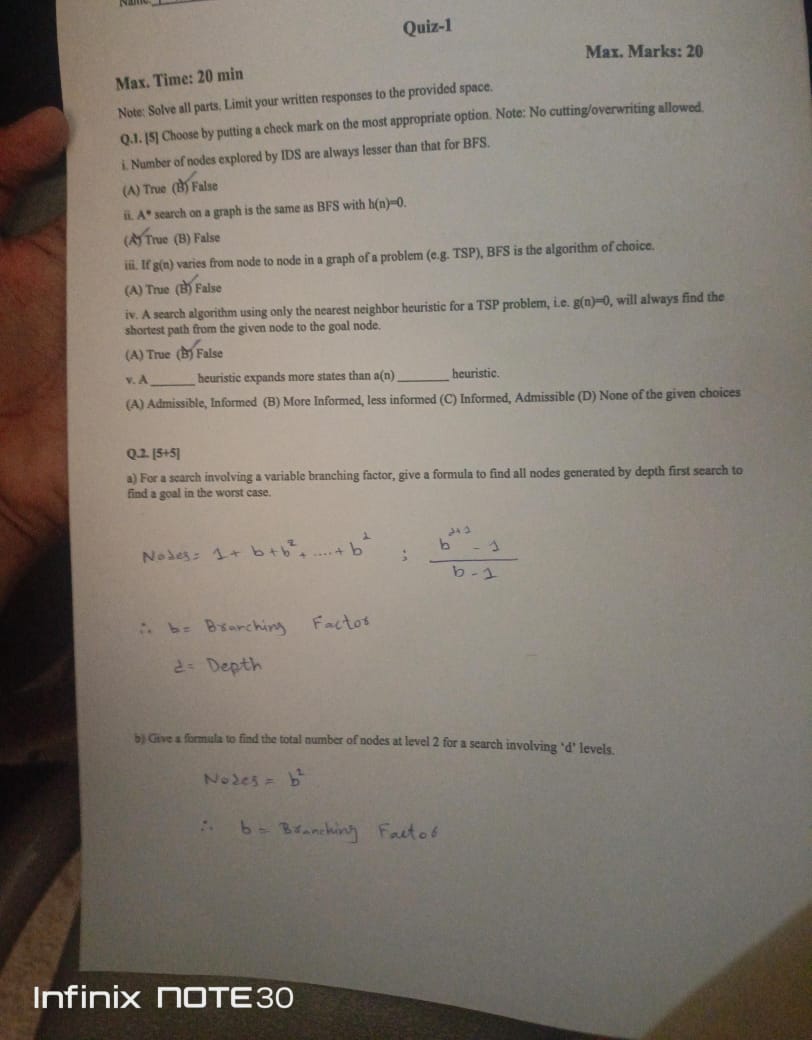 Quiz-1
Max. Marks: 20
Max. Time: 20 min
Note: Solve all parts. Limit your written responses to the provided space.
Q.1. [5] Choose by putting a check mark on the most appropriate option. Note: No cutting/overwriting allowed.
i. Number of nodes explored by IDS are always lesser than that for BFS.
(A) True (B) False
ii. A* search on a graph is the same as BFS with h(n)=0.
(A) True (B) False
iii. If g(n) varies from node to node in a graph of a problem (e.g. TSP), BFS is the algorithm of choice.
(A) True (B) False
iv. A search algorithm using only the nearest neighbor heuristic for a TSP problem, i.e. g(n)=0, will always find the
shortest path from the given node to the goal node.
(A) True (B) False
v. A ______ heuristic expands more states than a(n) _______ heuristic.
(A) Admissible, Informed (B) More Informed, less informed (C) Informed, Admissible (D) None of the given choices
Q.2. [5+5]
a) For a search involving a variable branching factor, give a formula to find all nodes generated by depth first search to
find a goal in the worst case.
Nodes = 1 + b + b² + .... + b^d ; (b^(d+1) - 1) / (b - 1)
∴ b = Branching Factor
d = Depth
b) Give a formula to find the total number of nodes at level 2 for a search involving 'd' levels.
Nodes = b²
∴ b = Branching Factor
Infinix NOTE 30